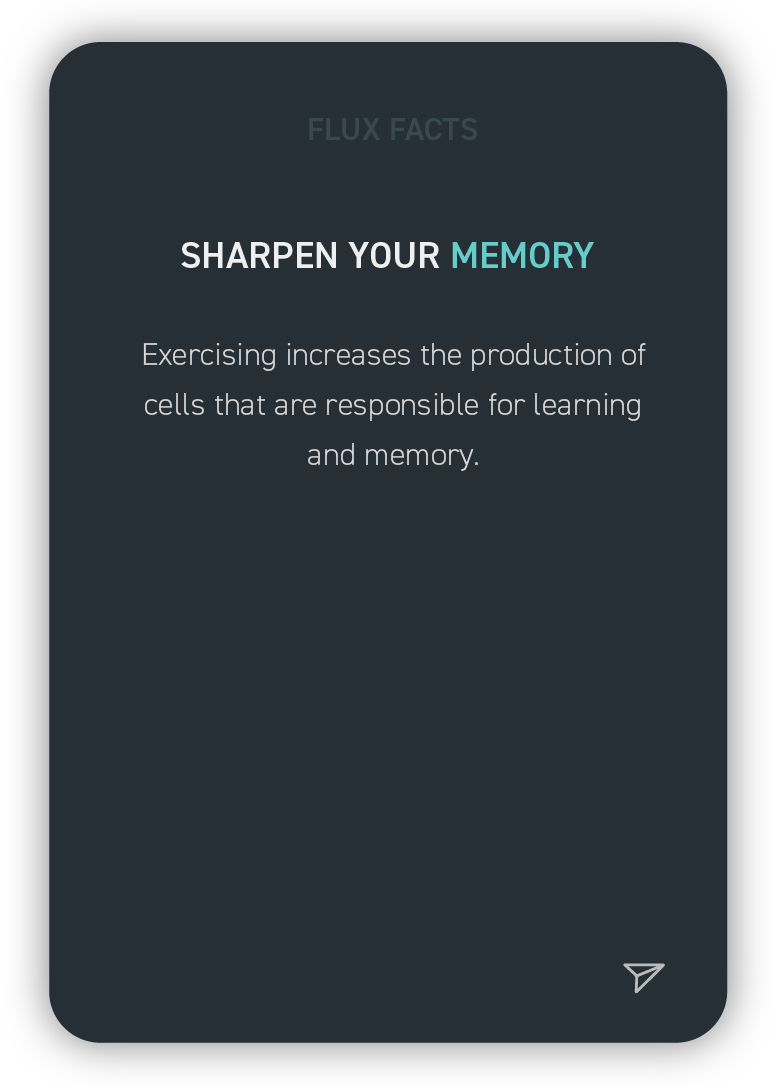 FLUX FACTS
SHARPEN YOUR MEMORY
Exercising increases the production of
cells that are responsible for learning
and memory.